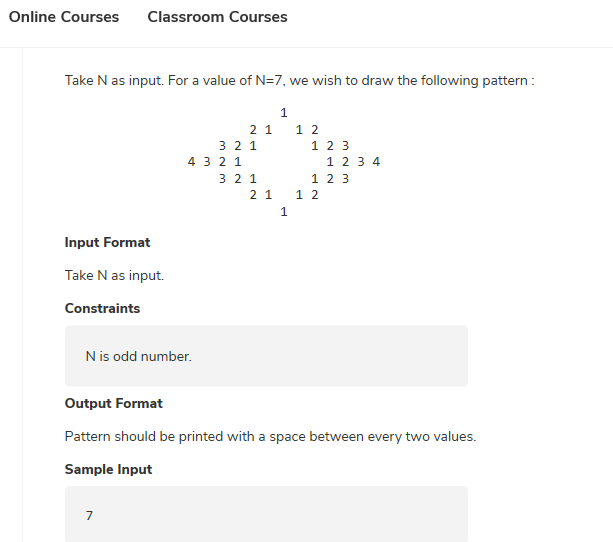 Online Courses Classroom Courses
Take N as input. For a value of N=7, we wish to draw the following pattern :
            1
        2 1   1 2
    3 2 1       1 2 3
4 3 2 1           1 2 3 4
    3 2 1       1 2 3
        2 1   1 2
            1
Input Format
Take N as input.
Constraints
N is odd number.
Output Format
Pattern should be printed with a space between every two values.
Sample Input
7